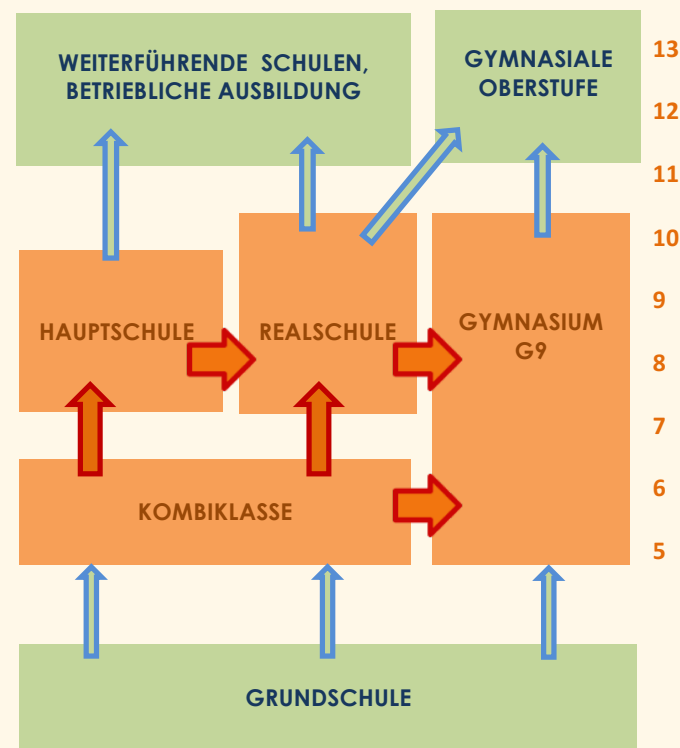 WEITERFÜHRENDE SCHULEN,
BETRIEBLICHE AUSBILDUNG
GYMNASIALE
OBERSTUFE
13
12
11
10
9
8
7
6
5
HAUPTSCHULE
REALSCHULE
GYMNASIUM
G9
KOMBIKLASSE
GRUNDSCHULE